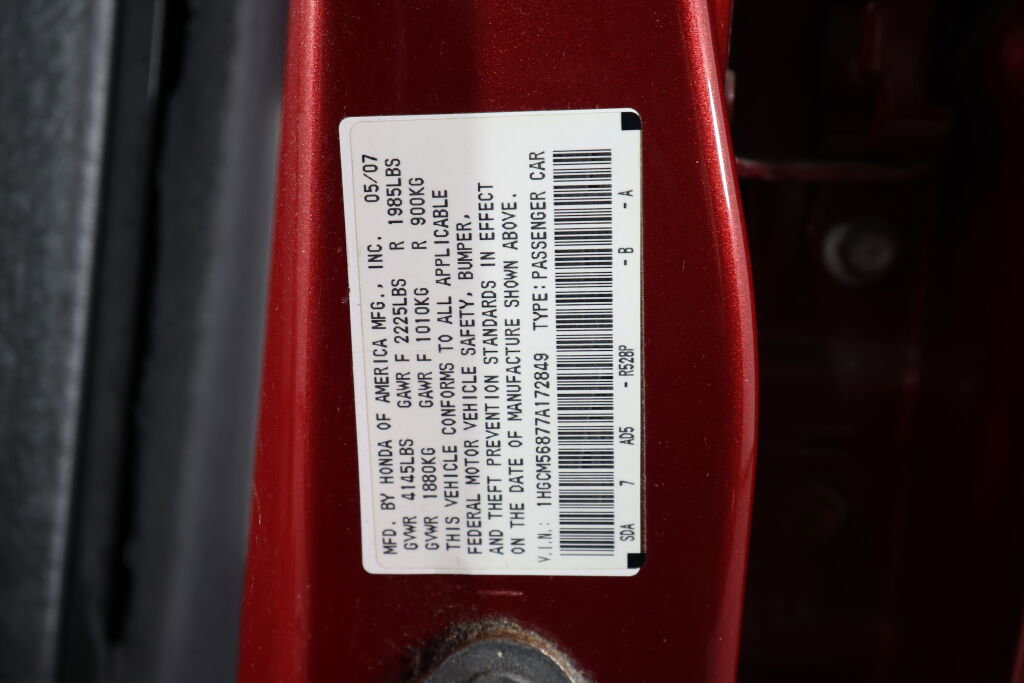 MFD. BY HONDA OF AMERICA MFG., INC. 05/07
GVWR 4145LBS GAWR F 2225LBS R 1985LBS
GVWR 1880KG GAWR F 1010KG R 900KG
THIS VEHICLE CONFORMS TO ALL APPLICABLE
FEDERAL MOTOR VEHICLE SAFETY, BUMPER,
AND THEFT PREVENTION STANDARDS IN EFFECT
ON THE DATE OF MANUFACTURE SHOWN ABOVE.
V.I.N.: 1HGCM56877A172849 TYPE: PASSENGER CAR
SDA 7 AD5 - R528P - B - A